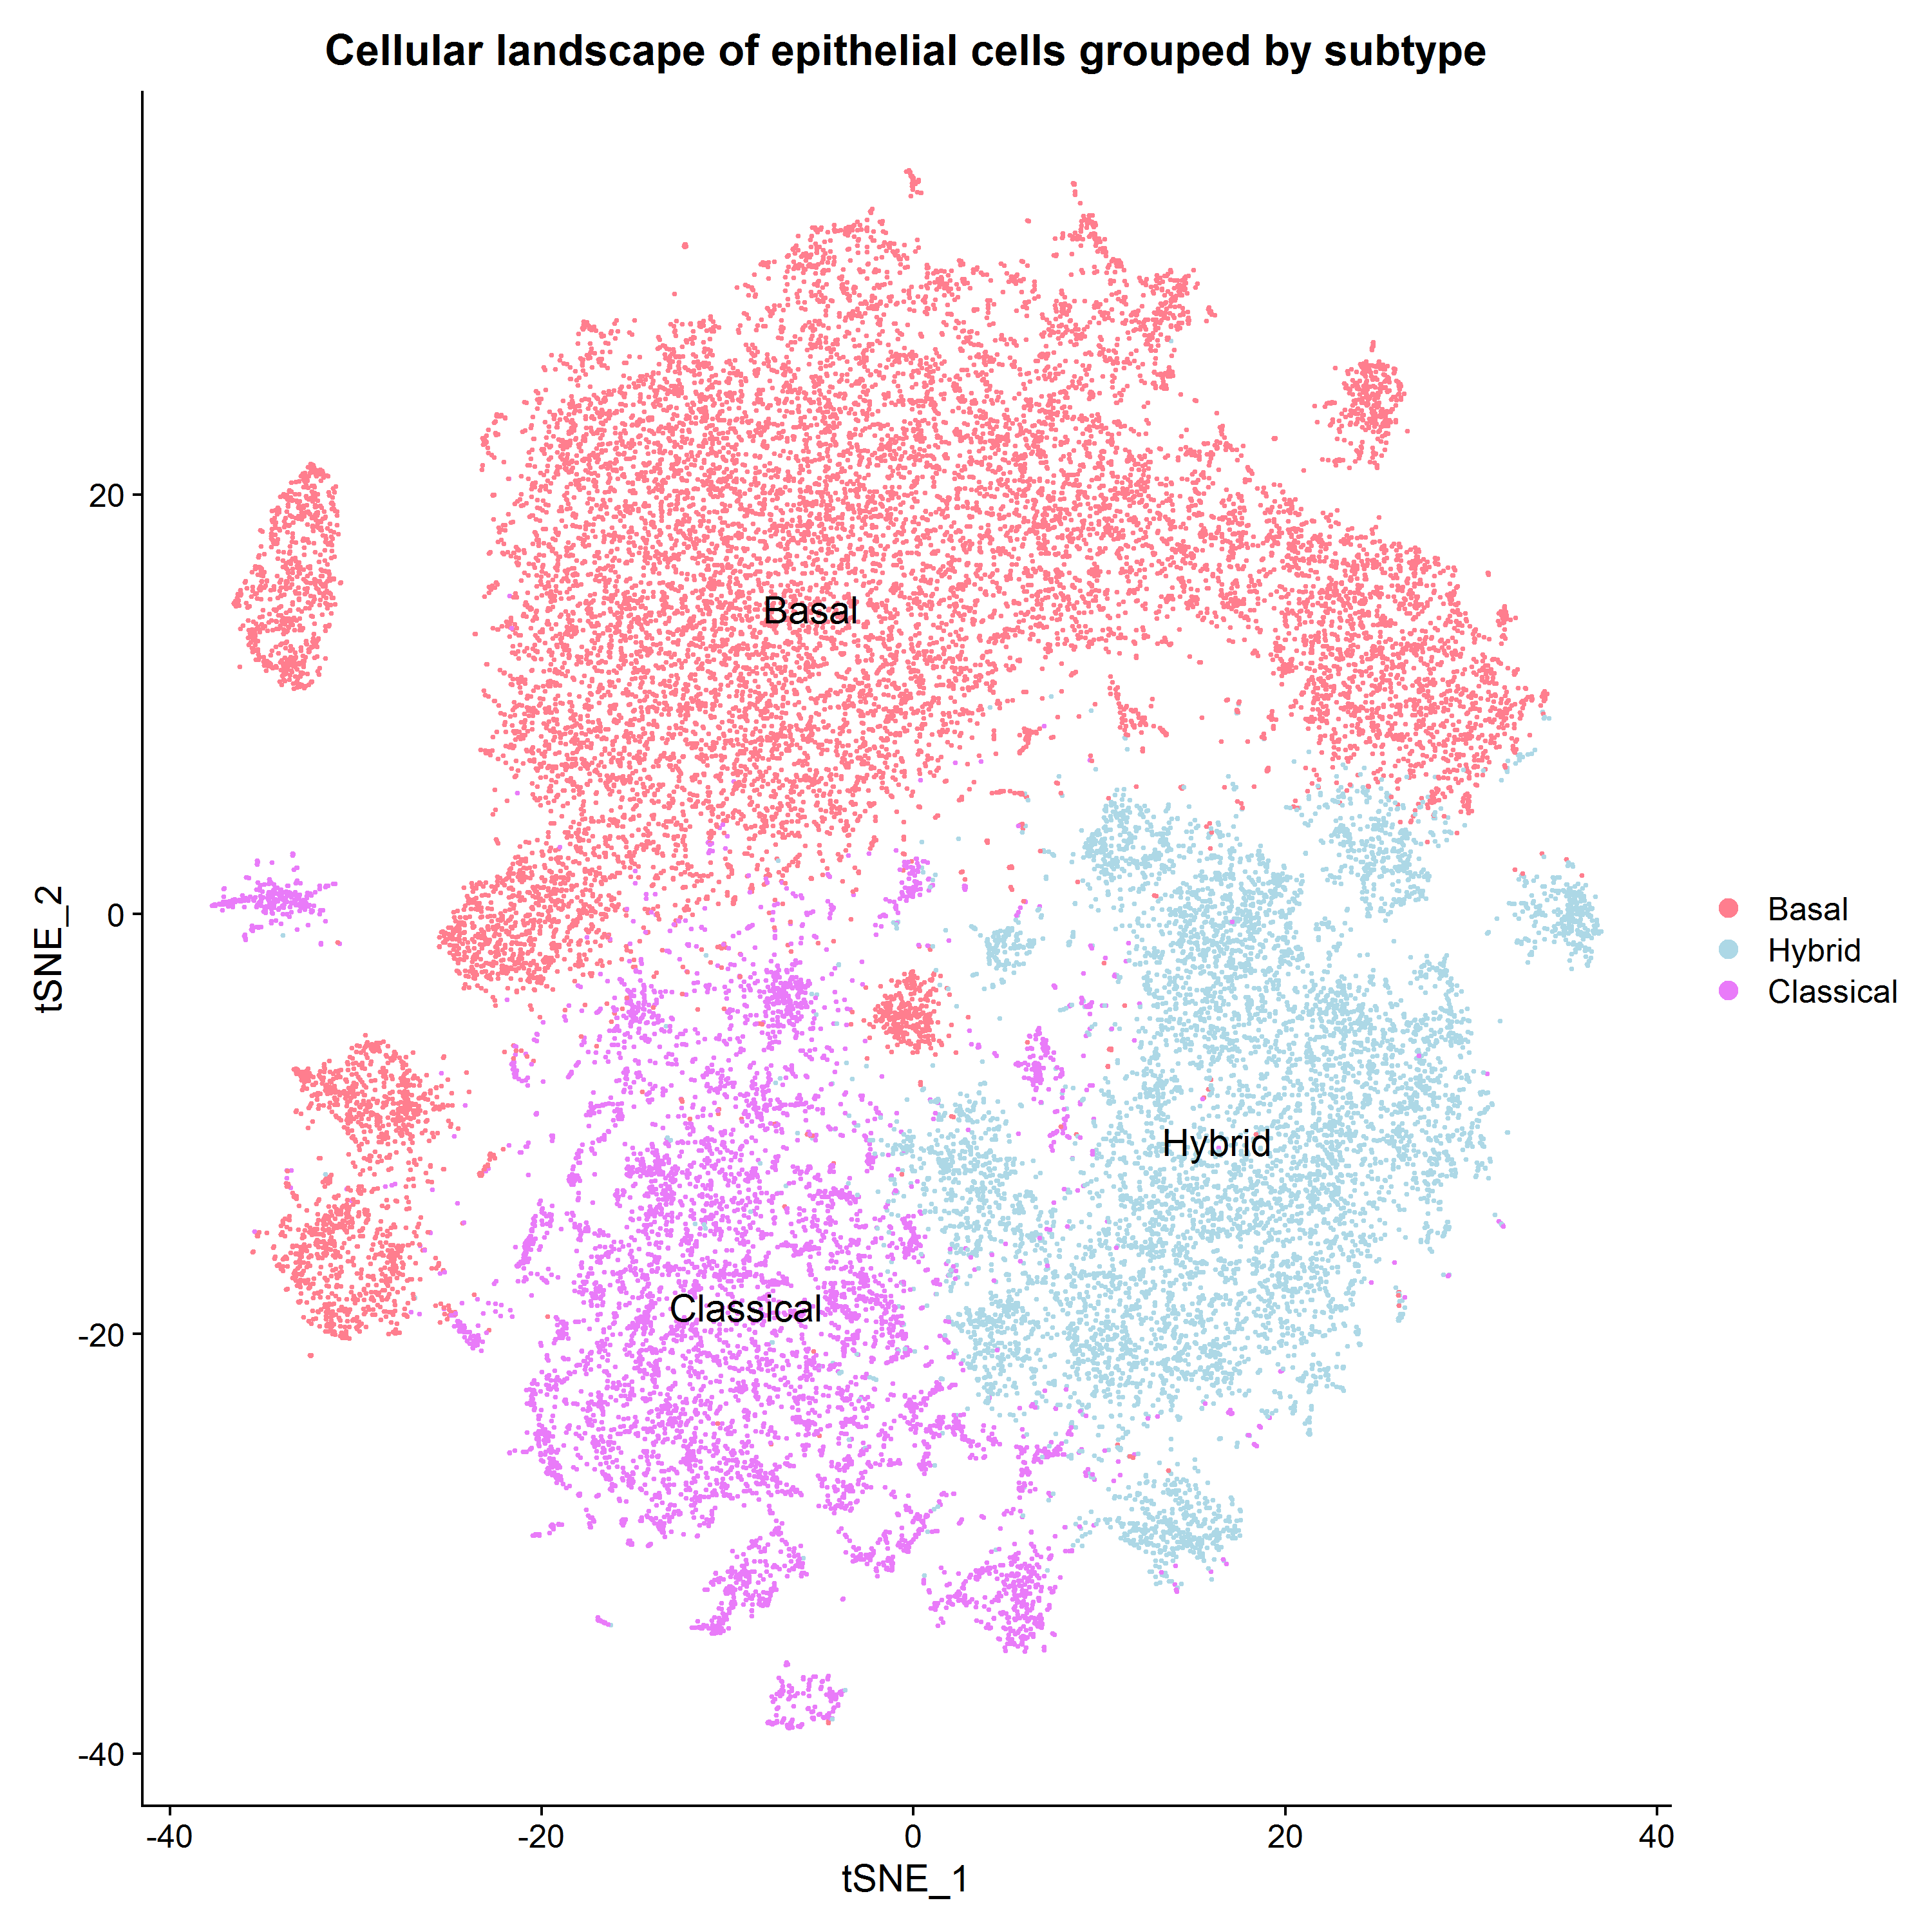 Cellular landscape of epithelial cells grouped by subtype
20
0
-20
-40
tSNE_2
Basal
Hybrid
Classical
Basal
Hybrid
Classical
-40
-20
0
20
40
tSNE_1